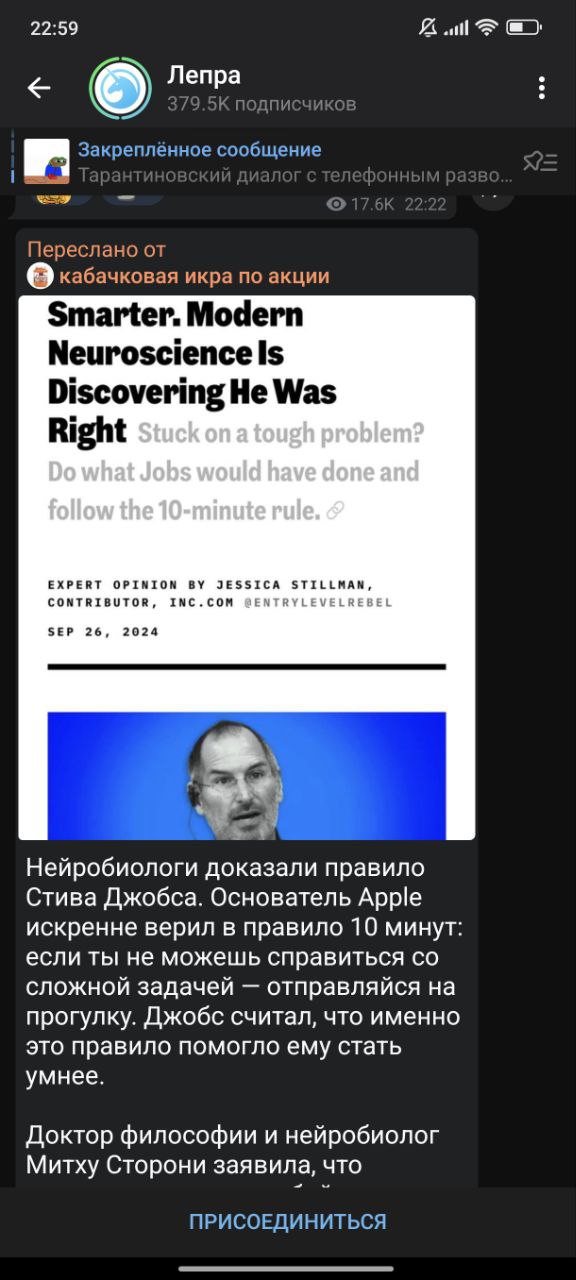 22:59
Лепра
379.5K подписчиков
Закреплённое сообщение
Тарантиновский диалог с телефонным разво...
17.6K 22:22
Переслано от
кабачковая икра по акции
Smarter. Modern
Neuroscience Is
Discovering He Was
Right Stuck on a tough problem?
Do what Jobs would have done and
follow the 10-minute rule.
EXPERT OPINION BY JESSICA STILLMAN,
CONTRIBUTOR, INC.COM @ENTRYLEVELREBEL
SEP 26, 2024
Нейробиологи доказали правило
Стива Джобса. Основатель Apple
искренне верил в правило 10 минут:
если ты не можешь справиться со
сложной задачей — отправляйся на
прогулку. Джобс считал, что именно
это правило помогло ему стать
умнее.
Доктор философии и нейробиолог
Митху Сторони заявила, что
ПРИСОЕДИНИТЬСЯ